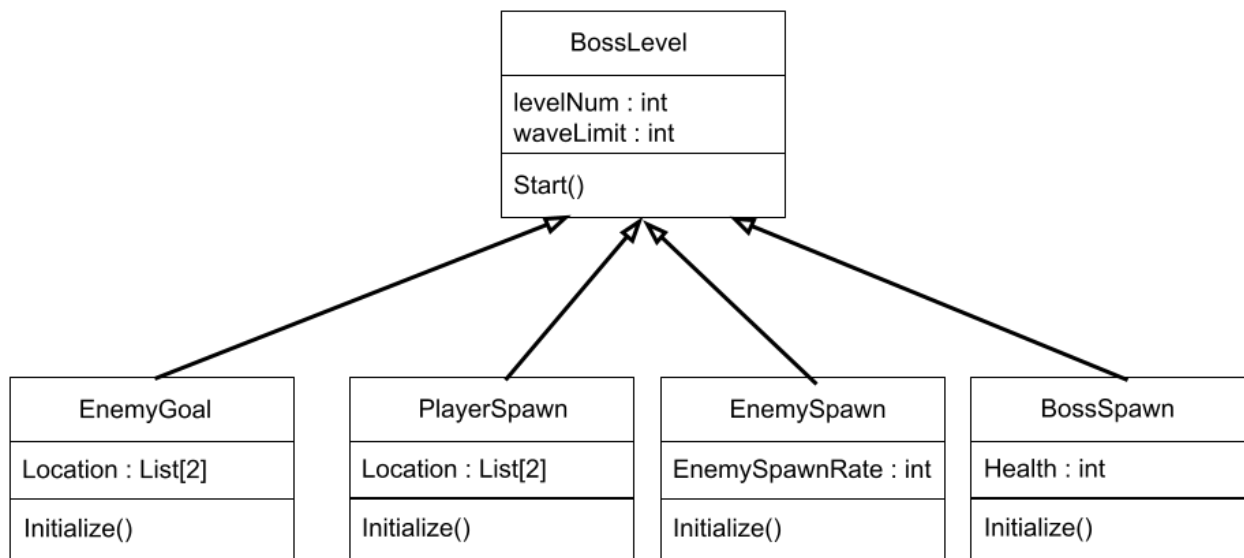 BossLevel
levelNum : int
waveLimit : int
Start()
EnemyGoal
Location : List[2]
Initialize()
PlayerSpawn
Location : List[2]
Initialize()
EnemySpawn
EnemySpawnRate : int
Initialize()
BossSpawn
Health : int
Initialize()